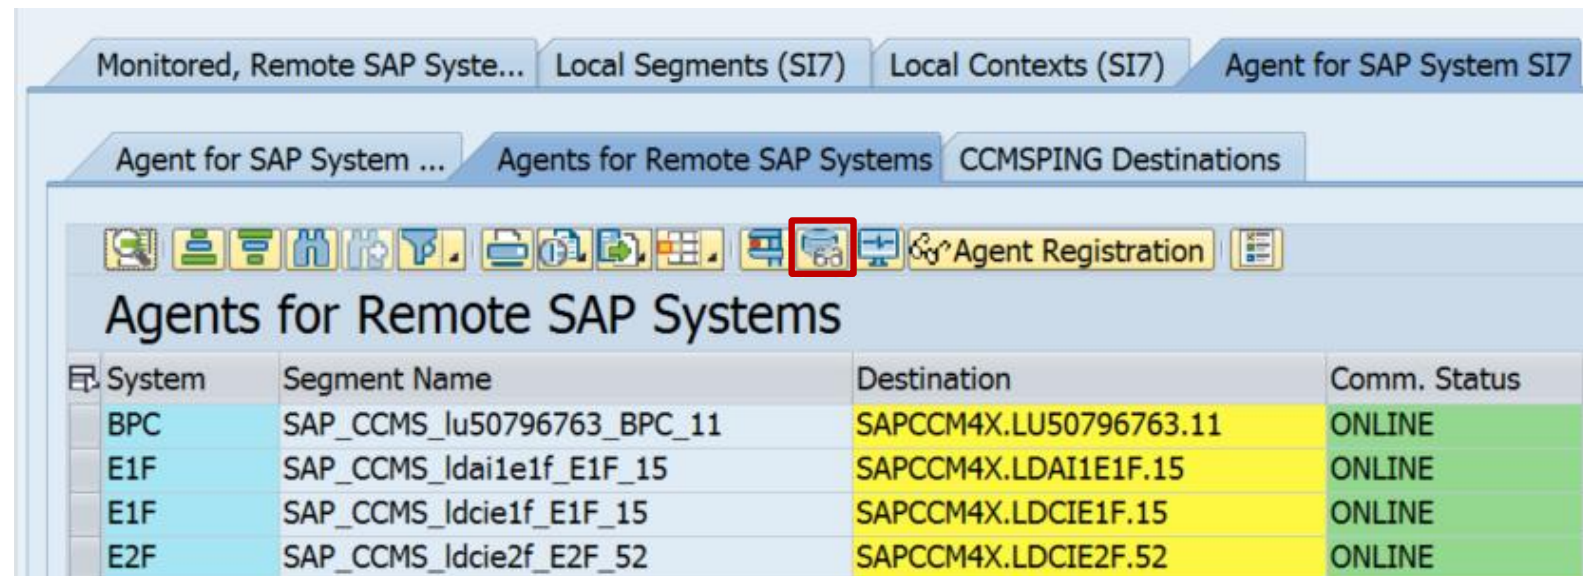 Monitored, Remote SAP Syste... Local Segments (SI7) Local Contexts (SI7) Agent for SAP System SI7
Agent for SAP System ... Agents for Remote SAP Systems CCMSPING Destinations
Agent Registration
Agents for Remote SAP Systems
System Segment Name Destination Comm. Status
BPC SAP_CCMS_lu50796763_BPC_11 SAPCCM4X.LU50796763.11 ONLINE
E1F SAP_CCMS_ldai1e1f_E1F_15 SAPCCM4X.LDAI1E1F.15 ONLINE
E1F SAP_CCMS_ldcie1f_E1F_15 SAPCCM4X.LDCIE1F.15 ONLINE
E2F SAP_CCMS_ldcie2f_E2F_52 SAPCCM4X.LDCIE2F.52 ONLINE